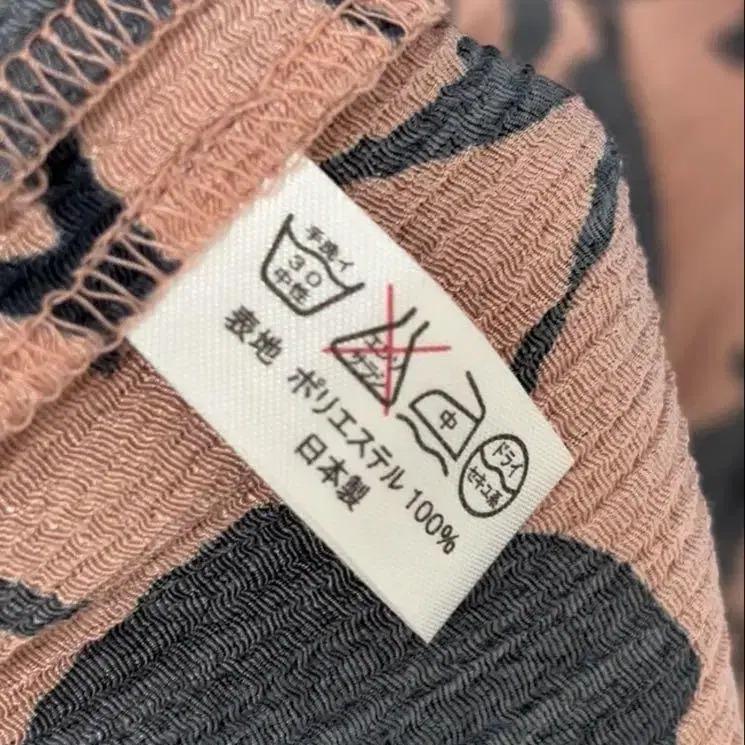 手洗イ
30
中性
エンソ
サラシ
中
ドライ
セキユ系
表地 ポリエステル 100%
日本製